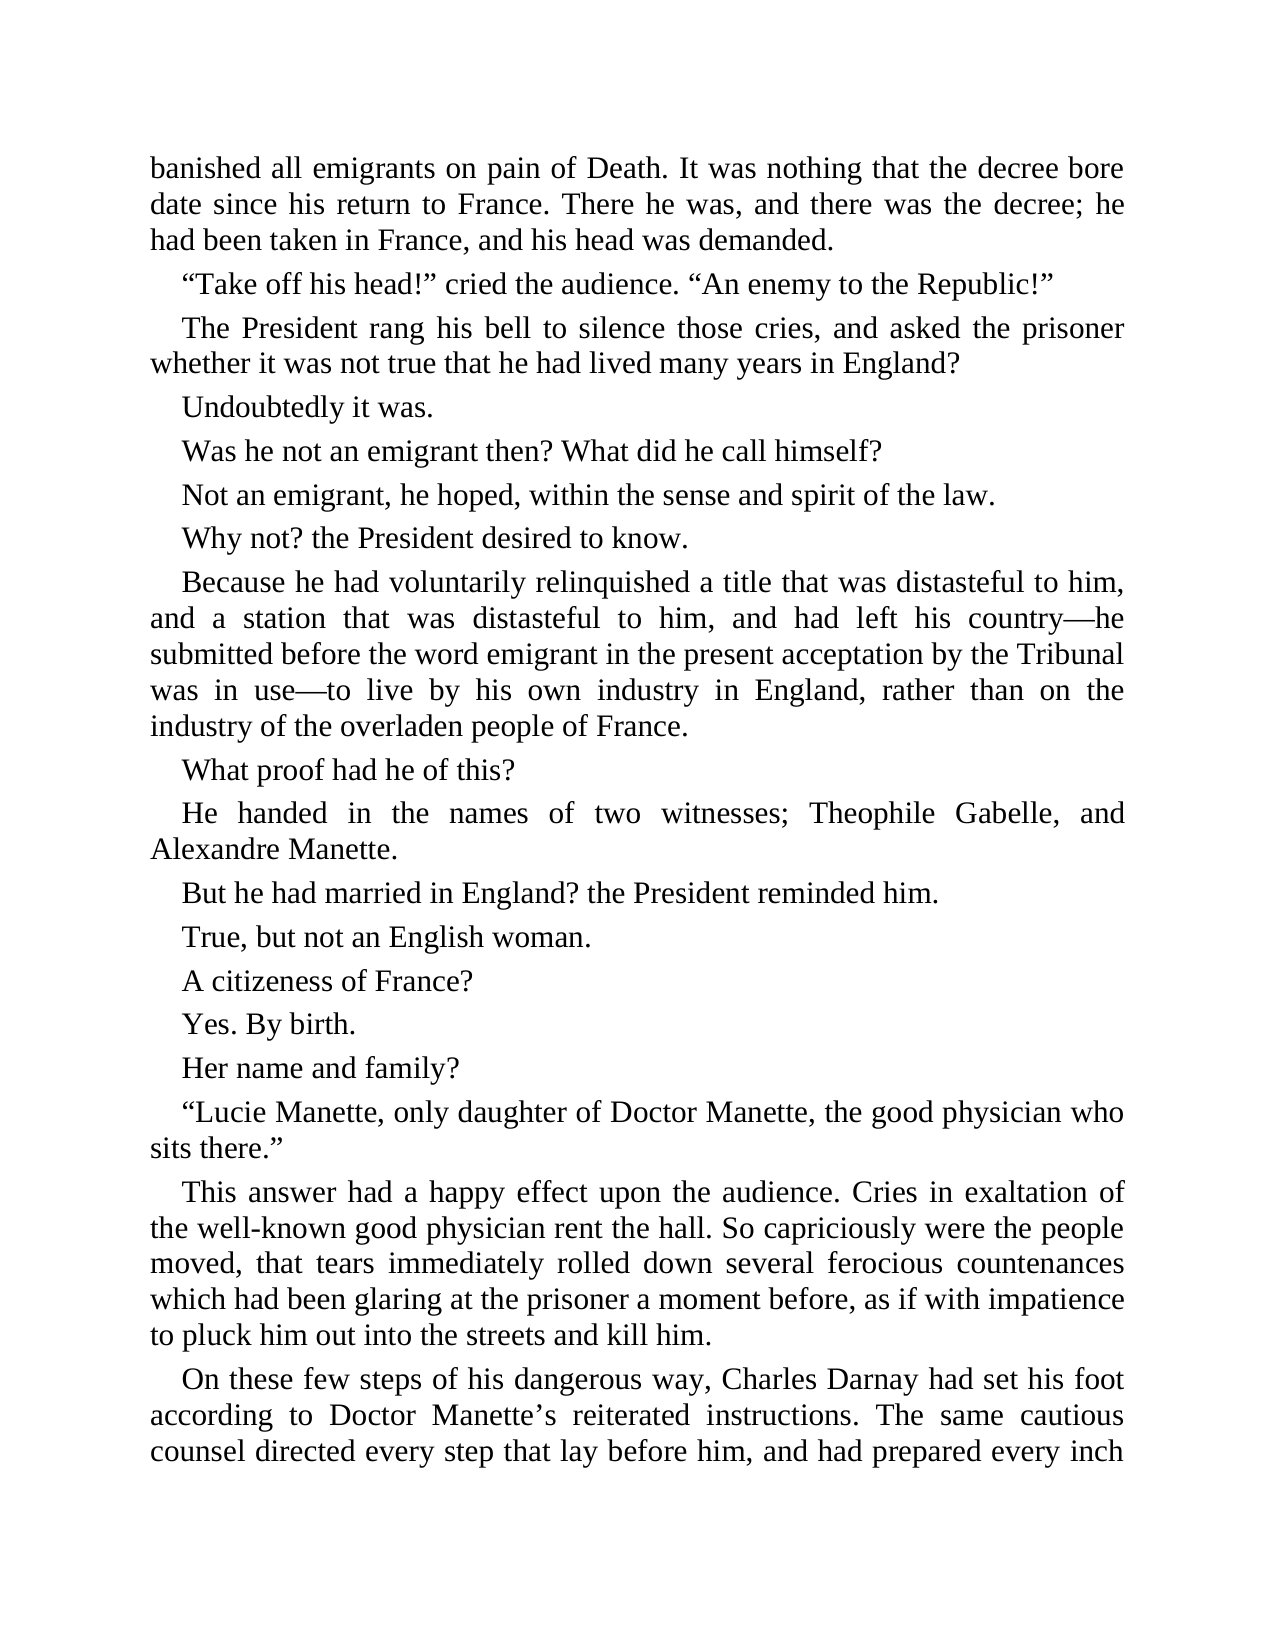 banished all emigrants on pain of Death. It was nothing that the decree bore
date since his return to France. There he was, and there was the decree; he
had been taken in France, and his head was demanded.
“Take off his head!” cried the audience. “An enemy to the Republic!”
The President rang his bell to silence those cries, and asked the prisoner
whether it was not true that he had lived many years in England?
Undoubtedly it was.
Was he not an emigrant then? What did he call himself?
Not an emigrant, he hoped, within the sense and spirit of the law.
Why not? the President desired to know.
Because he had voluntarily relinquished a title that was distasteful to him,
and a station that was distasteful to him, and had left his country—he
submitted before the word emigrant in the present acceptation by the Tribunal
was in use—to live by his own industry in England, rather than on the
industry of the overladen people of France.
What proof had he of this?
He handed in the names of two witnesses; Theophile Gabelle, and
Alexandre Manette.
But he had married in England? the President reminded him.
True, but not an English woman.
A citizeness of France?
Yes. By birth.
Her name and family?
“Lucie Manette, only daughter of Doctor Manette, the good physician who
sits there.”
This answer had a happy effect upon the audience. Cries in exaltation of
the well-known good physician rent the hall. So capriciously were the people
moved, that tears immediately rolled down several ferocious countenances
which had been glaring at the prisoner a moment before, as if with impatience
to pluck him out into the streets and kill him.
On these few steps of his dangerous way, Charles Darnay had set his foot
according to Doctor Manette’s reiterated instructions. The same cautious
counsel directed every step that lay before him, and had prepared every inch